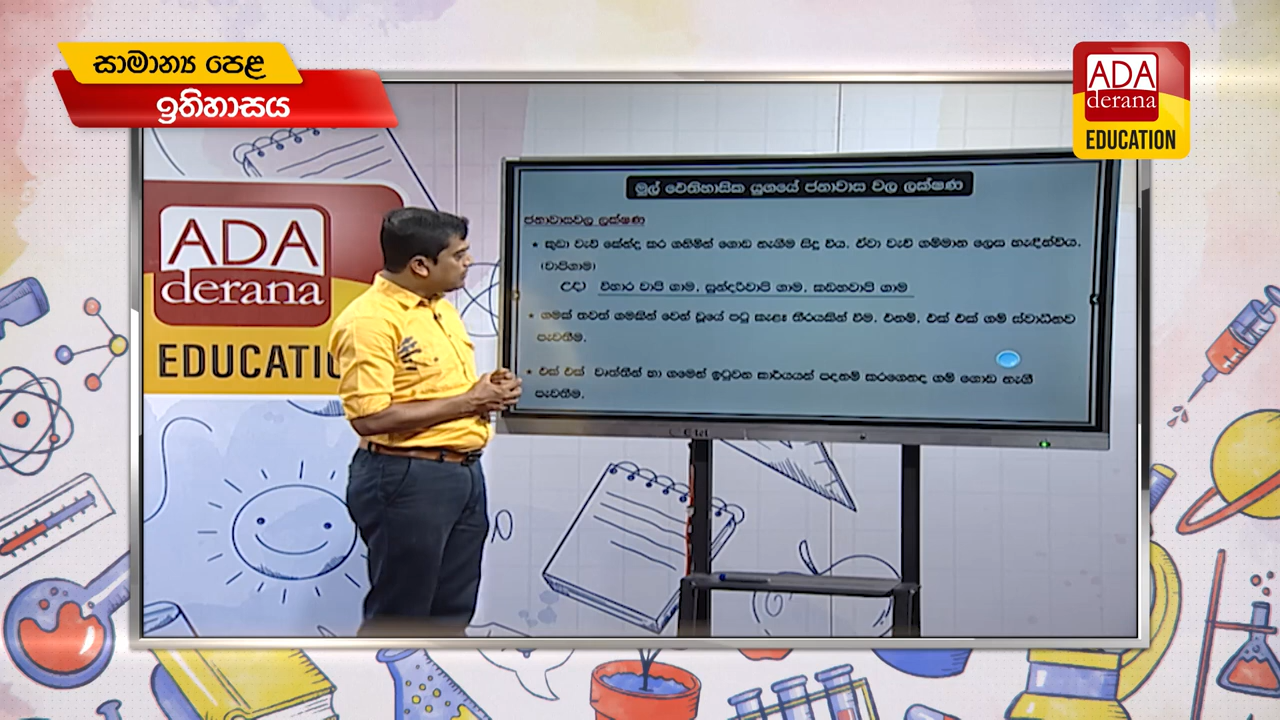 සාමාන්‍ය පෙළ
ඉතිහාසය
ADA
derana
EDUCATION
ADA
derana
EDUCATIO
මුල් ඓතිහාසික යුගයේ ජනාවාස වල ලක්ෂණ
ජනාවාසවල ලක්ෂණ
* කුඩා වැව් කේන්ද්‍ර කර ගනිමින් ගොඩ නැගීම සිදු විය. ඒවා වැව් ගම්මාන ලෙස හැඳින්විය.
(වාපිගාම)
උදා විහාර වාපි ගාම, සුන්දරවාපි ගාම, කඩහවාපි ගාම
* ගමක් තවත් ගමකින් වෙන් වූයේ පටු කැළෑ තීරයකින් වීම. එනම්, එක් එක් ගම් ස්වාධීනව
පැවතීම.
* එක් එක් වෘත්තීන් හා ගමෙන් ඉටුවන කාර්යයන් පදනම් කරගෙනද ගම් ගොඩ නැගී
පැවතීම.